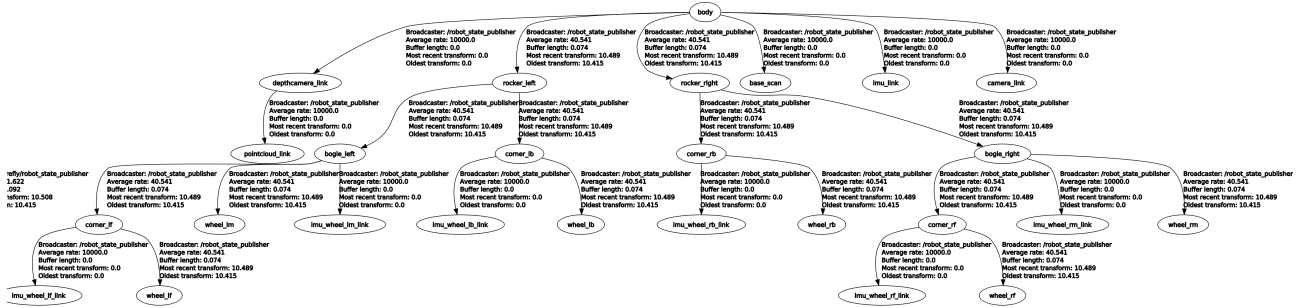 body
Broadcaster: /robot_state_publisher
Average rate: 10000.0
Buffer length: 0.0
Most recent transform: 0.0
Oldest transform: 0.0
Broadcaster: /robot_state_publisher
Average rate: 40.541
Buffer length: 0.074
Most recent transform: 10.489
Oldest transform: 10.415
Broadcaster: /robot_state_publisher
Average rate: 40.541
Buffer length: 0.074
Most recent transform: 10.489
Oldest transform: 10.415
Broadcaster: /robot_state_publisher
Average rate: 10000.0
Buffer length: 0.0
Most recent transform: 0.0
Oldest transform: 0.0
Broadcaster: /robot_state_publisher
Average rate: 10000.0
Buffer length: 0.0
Most recent transform: 0.0
Oldest transform: 0.0
Broadcaster: /robot_state_publisher
Average rate: 10000.0
Buffer length: 0.0
Most recent transform: 0.0
Oldest transform: 0.0
depthcamera_link
rocker_left
rocker_right
base_scan
imu_link
camera_link
Broadcaster: /robot_state_publisher
Average rate: 10000.0
Buffer length: 0.0
Most recent transform: 0.0
Oldest transform: 0.0
Broadcaster: /robot_state_publisher
Average rate: 40.541
Buffer length: 0.074
Most recent transform: 10.489
Oldest transform: 10.415
Broadcaster: /robot_state_publisher
Average rate: 40.541
Buffer length: 0.074
Most recent transform: 10.489
Oldest transform: 10.415
Broadcaster: /robot_state_publisher
Average rate: 40.541
Buffer length: 0.074
Most recent transform: 10.489
Oldest transform: 10.415
Broadcaster: /robot_state_publisher
Average rate: 40.541
Buffer length: 0.074
Most recent transform: 10.489
Oldest transform: 10.415
pointcloud_link
bogie_left
corner_lb
corner_rb
bogie_right
refly/robot_state_publisher
1.622
.092
sform: 10.508
n: 10.415
Broadcaster: /robot_state_publisher
Average rate: 40.541
Buffer length: 0.074
Most recent transform: 10.489
Oldest transform: 10.415
Broadcaster: /robot_state_publisher
Average rate: 40.541
Buffer length: 0.074
Most recent transform: 10.489
Oldest transform: 10.415
Broadcaster: /robot_state_publisher
Average rate: 10000.0
Buffer length: 0.0
Most recent transform: 0.0
Oldest transform: 0.0
Broadcaster: /robot_state_publisher
Average rate: 10000.0
Buffer length: 0.0
Most recent transform: 0.0
Oldest transform: 0.0
Broadcaster: /robot_state_publisher
Average rate: 40.541
Buffer length: 0.074
Most recent transform: 10.489
Oldest transform: 10.415
Broadcaster: /robot_state_publisher
Average rate: 10000.0
Buffer length: 0.0
Most recent transform: 0.0
Oldest transform: 0.0
Broadcaster: /robot_state_publisher
Average rate: 40.541
Buffer length: 0.074
Most recent transform: 10.489
Oldest transform: 10.415
Broadcaster: /robot_state_publisher
Average rate: 40.541
Buffer length: 0.074
Most recent transform: 10.489
Oldest transform: 10.415
Broadcaster: /robot_state_publisher
Average rate: 10000.0
Buffer length: 0.0
Most recent transform: 0.0
Oldest transform: 0.0
Broadcaster: /robot_state_publisher
Average rate: 40.541
Buffer length: 0.074
Most recent transform: 10.489
Oldest transform: 10.415
corner_lf
wheel_lm
imu_wheel_lm_link
imu_wheel_lb_link
wheel_lb
imu_wheel_rb_link
wheel_rb
corner_rf
imu_wheel_rm_link
wheel_rm
Broadcaster: /robot_state_publisher
Average rate: 10000.0
Buffer length: 0.0
Most recent transform: 0.0
Oldest transform: 0.0
Broadcaster: /robot_state_publisher
Average rate: 40.541
Buffer length: 0.074
Most recent transform: 10.489
Oldest transform: 10.415
Broadcaster: /robot_state_publisher
Average rate: 10000.0
Buffer length: 0.0
Most recent transform: 0.0
Oldest transform: 0.0
Broadcaster: /robot_state_publisher
Average rate: 40.541
Buffer length: 0.074
Most recent transform: 10.489
Oldest transform: 10.415
imu_wheel_lf_link
wheel_lf
imu_wheel_rf_link
wheel_rf